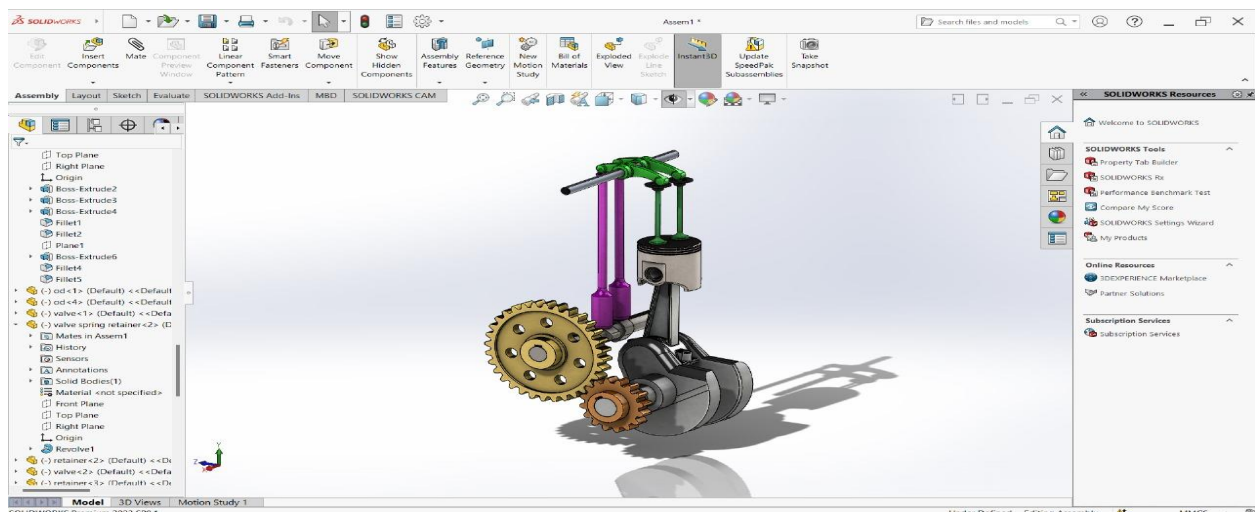 SOLIDWORKS
Assem1 *
Search files and models
Edit Component
Insert Components
Mate
Component Preview Window
Linear Component Pattern
Smart Fasteners
Move Component
Show Hidden Components
Assembly Features
Reference Geometry
New Motion Study
Bill of Materials
Exploded View
Explode Line Sketch
Instant3D
Update SpeedPak Subassemblies
Take Snapshot
Assembly Layout Sketch Evaluate SOLIDWORKS Add-Ins MBD SOLIDWORKS CAM
Top Plane
Right Plane
Origin
Boss-Extrude2
Boss-Extrude3
Boss-Extrude4
Fillet1
Fillet2
Plane1
Boss-Extrude6
Fillet4
Fillet5
(-) od<1> (Default) <<Default
(-) od<4> (Default) <<Default
(-) valve<1> (Default) <<Defa
(-) valve spring retainer<2> (D
Mates in Assem1
History
Sensors
Annotations
Solid Bodies(1)
Material <not specified>
Front Plane
Top Plane
Right Plane
Origin
Revolve1
(-) retainer<2> (Default) <<De
(-) valve<2> (Default) <<Defa
(-) retainer<3> (Default) <<De
Y
Z
X
SOLIDWORKS Resources
Welcome to SOLIDWORKS
SOLIDWORKS Tools
Property Tab Builder
SOLIDWORKS Rx
Performance Benchmark Test
Compare My Score
SOLIDWORKS Settings Wizard
My Products
Online Resources
3DEXPERIENCE Marketplace
Partner Solutions
Subscription Services
Subscription Services
Model 3D Views Motion Study 1